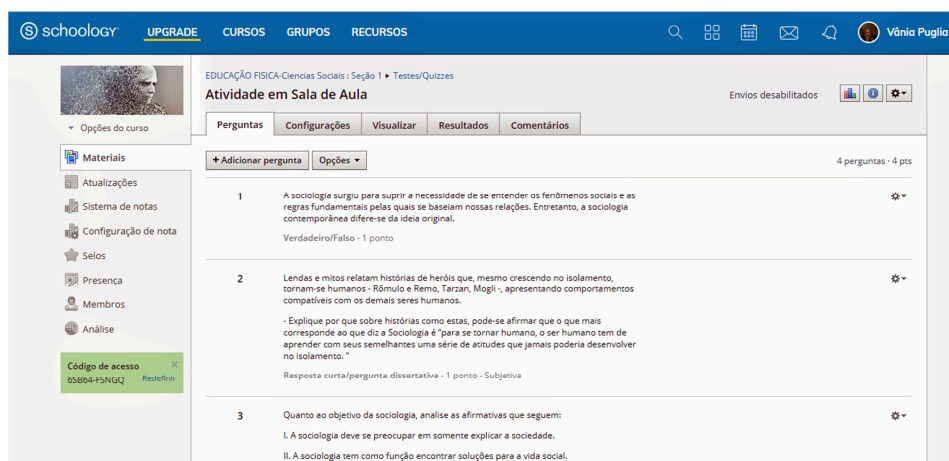 schoology UPGRADE CURSOS GRUPOS RECURSOS Vânia Puglia
EDUCAÇÃO FISICA-Ciencias Sociais : Seção 1 ▸ Testes/Quizzes
Atividade em Sala de Aula
Envios desabilitados
Opções do curso
Materiais
Atualizações
Sistema de notas
Configuração de nota
Selos
Presença
Membros
Análise
Código de acesso
6SB64-FSNGQ Redefinir
Perguntas Configurações Visualizar Resultados Comentários
+ Adicionar pergunta Opções
4 perguntas · 4 pts
1 A sociologia surgiu para suprir a necessidade de se entender os fenômenos sociais e as
regras fundamentais pelas quais se baseiam nossas relações. Entretanto, a sociologia
contemporânea difere-se da ideia original.
Verdadeiro/Falso - 1 ponto
2 Lendas e mitos relatam histórias de heróis que, mesmo crescendo no isolamento,
tornam-se humanos - Rômulo e Remo, Tarzan, Mogli -, apresentando comportamentos
compatíveis com os demais seres humanos.
- Explique por que sobre histórias como estas, pode-se afirmar que o que mais
corresponde ao que diz a Sociologia é “para se tornar humano, o ser humano tem de
aprender com seus semelhantes uma série de atitudes que jamais poderia desenvolver
no isolamento. ”
Resposta curta/pergunta dissertativa - 1 ponto - Subjetiva
3 Quanto ao objetivo da sociologia, analise as afirmativas que seguem:
I. A sociologia deve se preocupar em somente explicar a sociedade.
II. A sociologia tem como função encontrar soluções para a vida social.